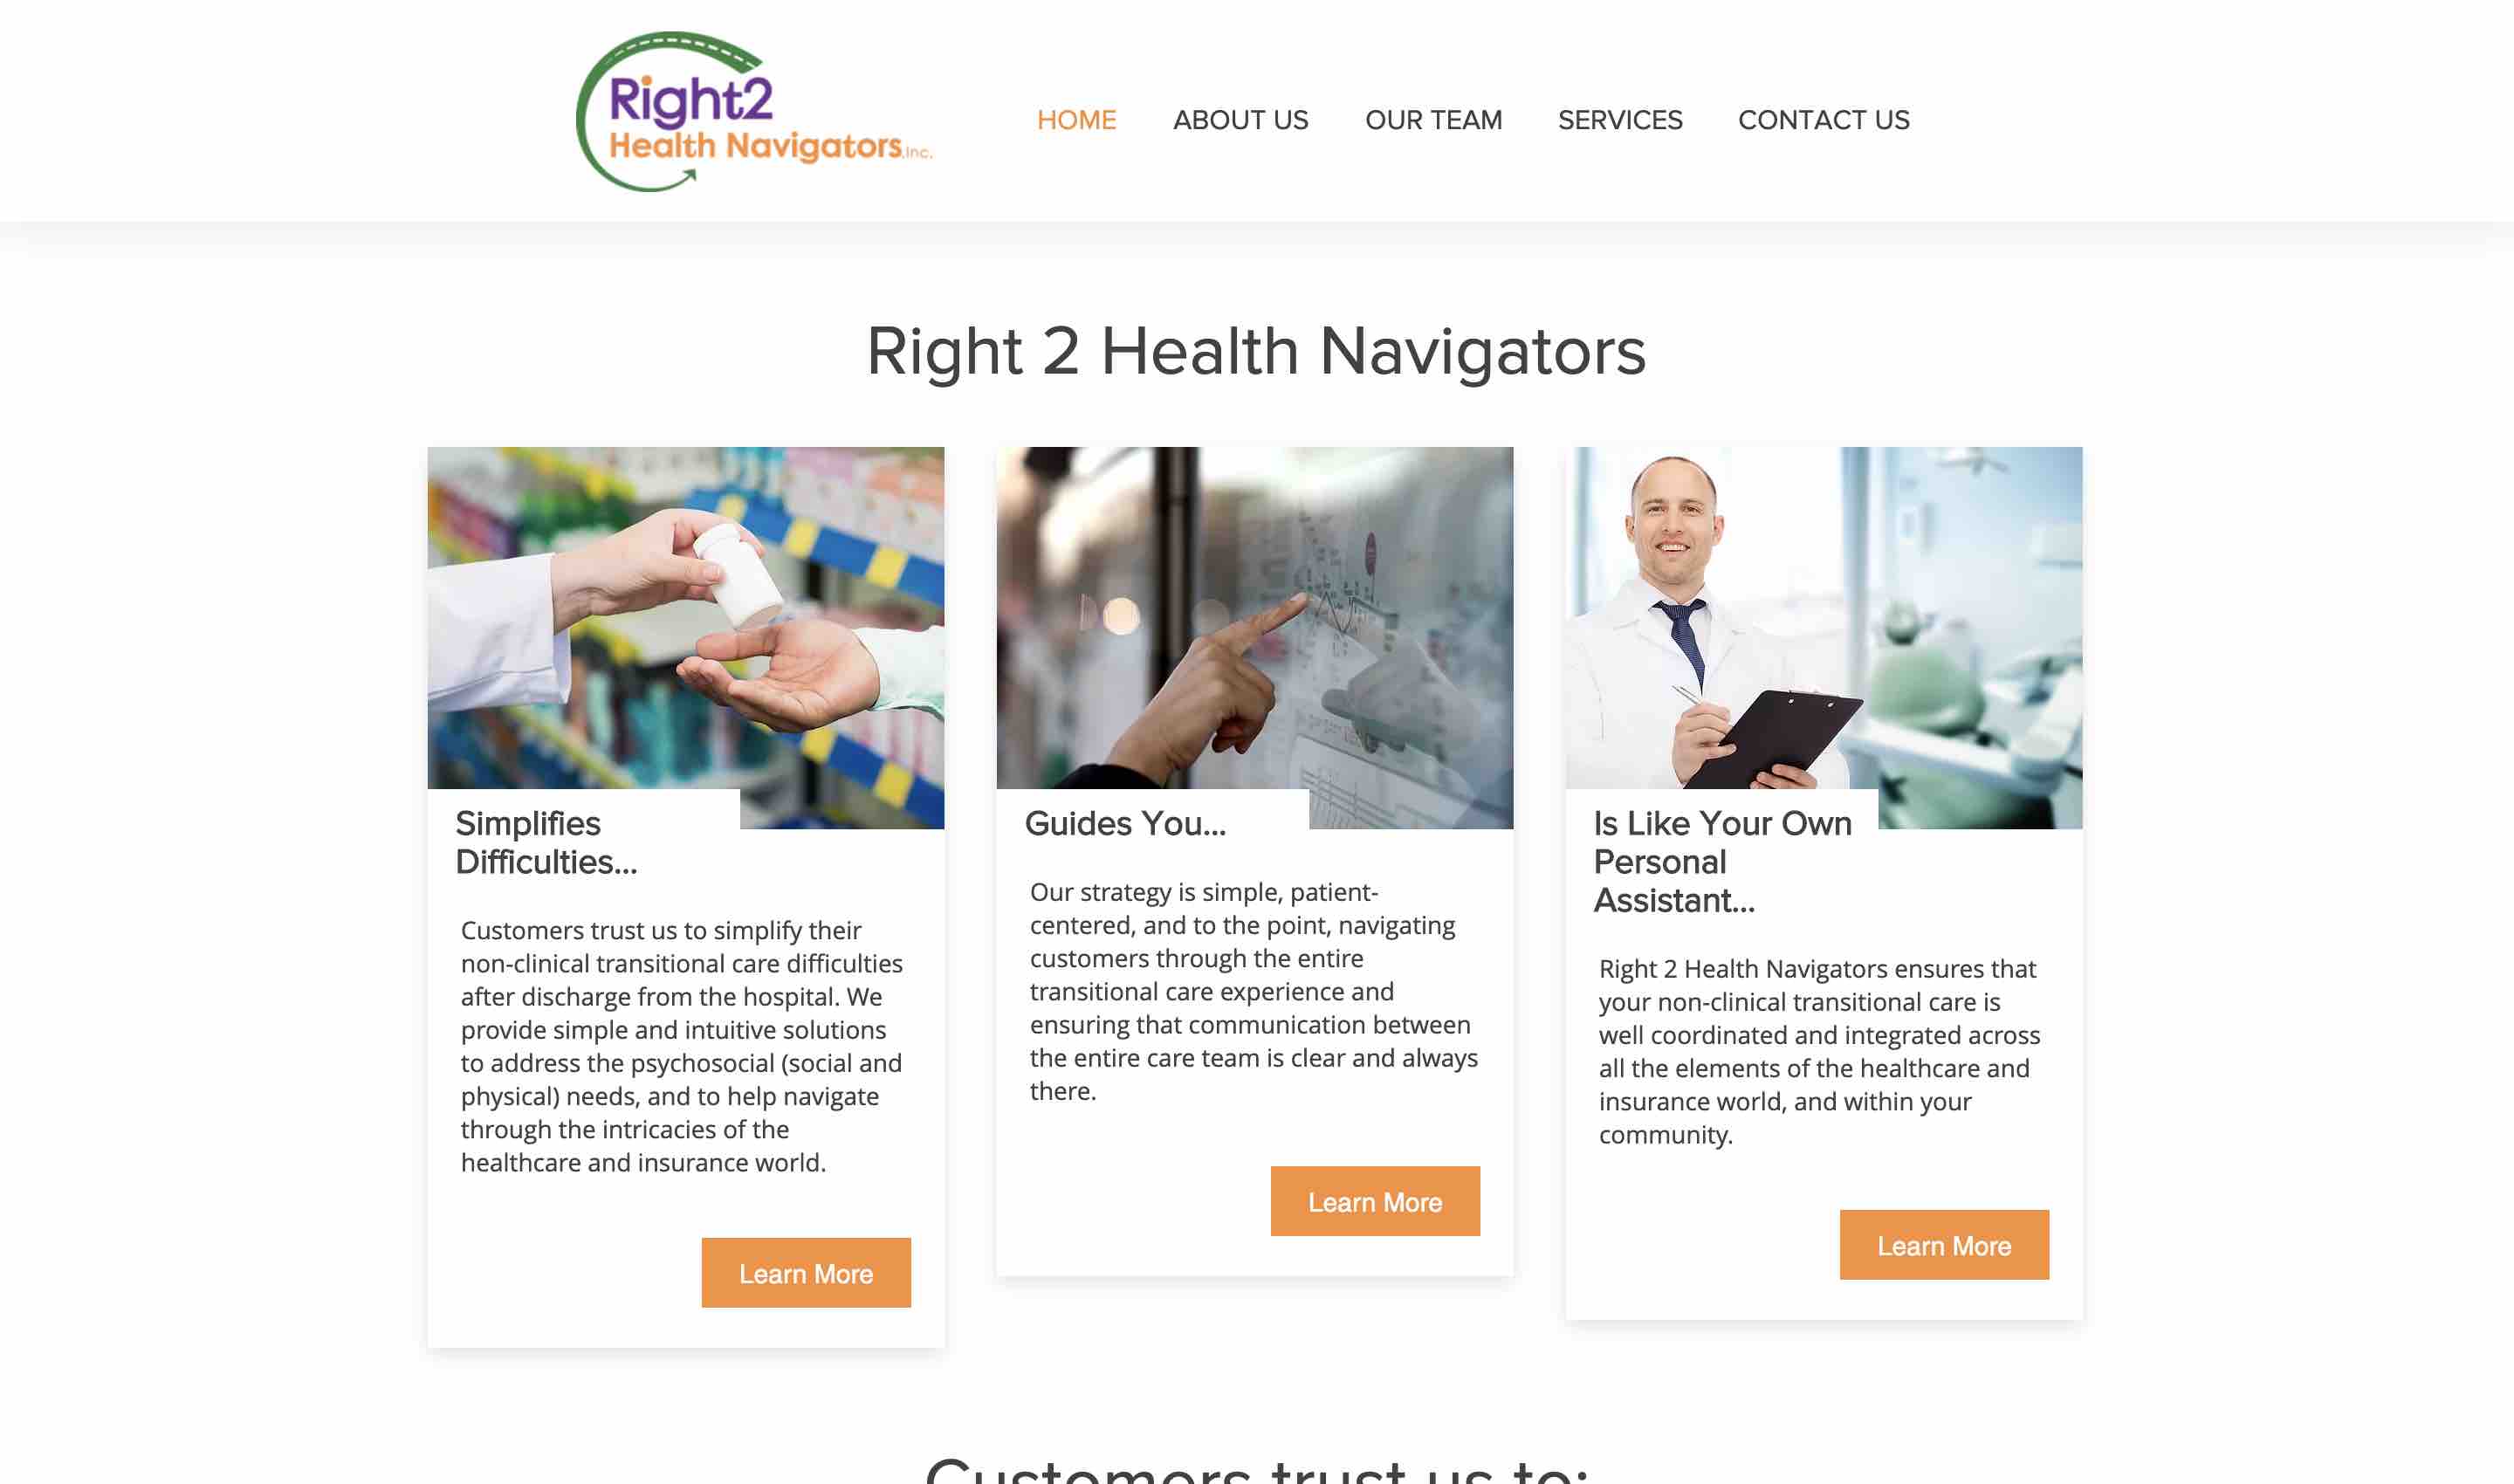 Right2
Health Navigators.Inc.
HOME
ABOUT US
OUR TEAM
SERVICES
CONTACT US
Right 2 Health Navigators
Simplifies
Difficulties...
Customers trust us to simplify their
non-clinical transitional care difficulties
after discharge from the hospital. We
provide simple and intuitive solutions
to address the psychosocial (social and
physical) needs, and to help navigate
through the intricacies of the
healthcare and insurance world.
Learn More
Guides You...
Our strategy is simple, patient-
centered, and to the point, navigating
customers through the entire
transitional care experience and
ensuring that communication between
the entire care team is clear and always
there.
Learn More
Is Like Your Own
Personal
Assistant...
Right 2 Health Navigators ensures that
your non-clinical transitional care is
well coordinated and integrated across
all the elements of the healthcare and
insurance world, and within your
community.
Learn More
Customers trust us to: